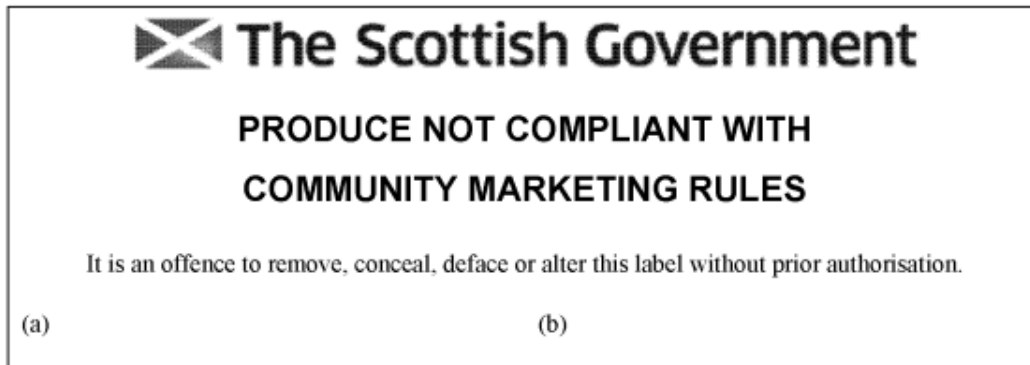 The Scottish Government
PRODUCE NOT COMPLIANT WITH
COMMUNITY MARKETING RULES
It is an offence to remove, conceal, deface or alter this label without prior authorisation.
(a) (b)